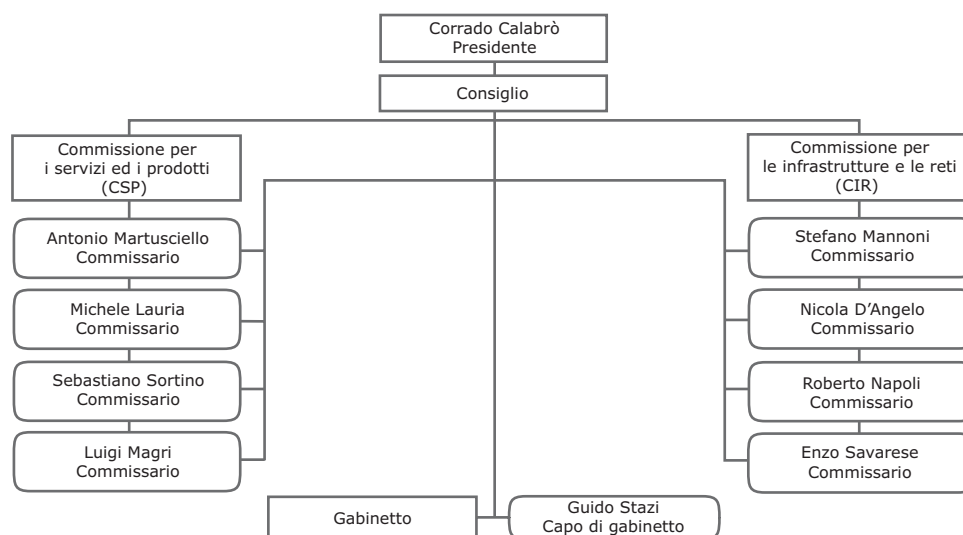 Corrado Calabrò
Presidente
Consiglio
Commissione per
i servizi ed i prodotti
(CSP)
Antonio Martusciello
Commissario
Michele Lauria
Commissario
Sebastiano Sortino
Commissario
Luigi Magri
Commissario
Commissione per
le infrastrutture e le reti
(CIR)
Stefano Mannoni
Commissario
Nicola D’Angelo
Commissario
Roberto Napoli
Commissario
Enzo Savarese
Commissario
Gabinetto
Guido Stazi
Capo di gabinetto